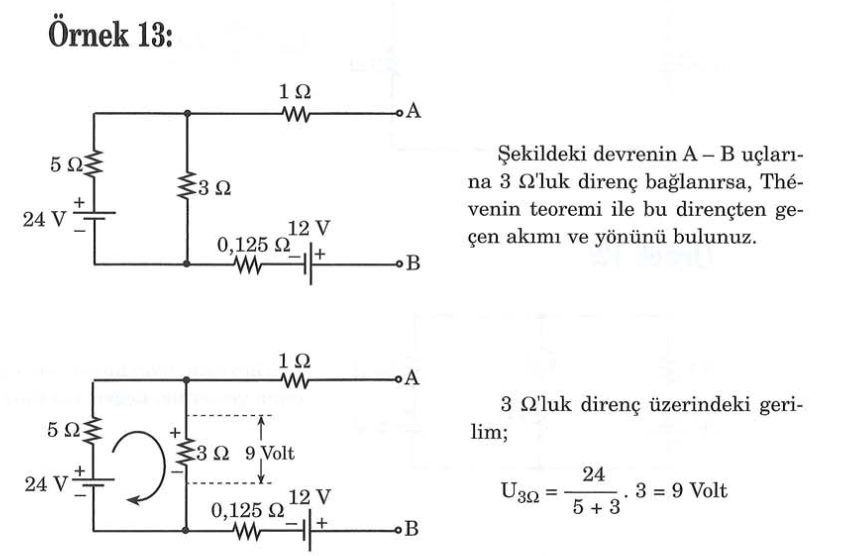 Örnek 13:
1 Ω
A
5 Ω
+
3 Ω
24 V
–
12 V
0,125 Ω
–
+
B
Şekildeki devrenin A – B uçları-
na 3 Ω'luk direnç bağlanırsa, Thé-
venin teoremi ile bu dirençten ge-
çen akımı ve yönünü bulunuz.
1 Ω
A
5 Ω
+
3 Ω
9 Volt
–
24 V
+
–
12 V
0,125 Ω
–
+
B
3 Ω'luk direnç üzerindeki geri-
lim;
U3Ω = 24 / 5 + 3 . 3 = 9 Volt